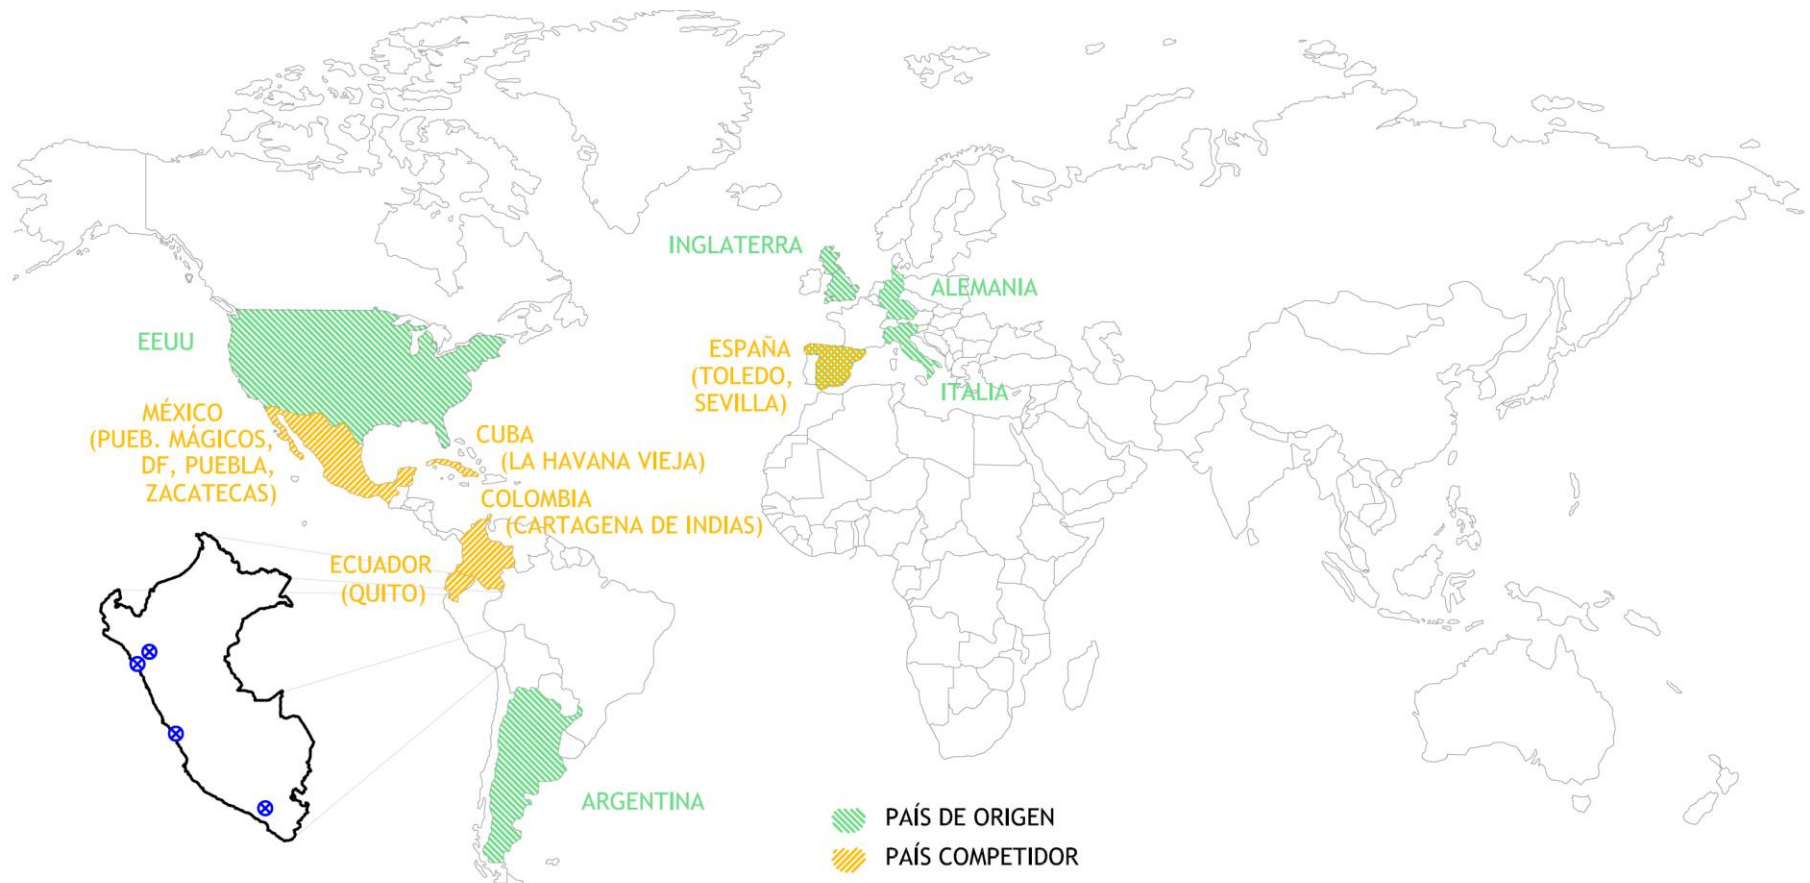 INGLATERRA
ALEMANIA
EEUU
ESPAÑA
(TOLEDO,
SEVILLA)
ITALIA
MÉXICO
(PUEB. MÁGICOS,
DF, PUEBLA,
ZACATECAS)
CUBA
(LA HAVANA VIEJA)
COLOMBIA
(CARTAGENA DE INDIAS)
ECUADOR
(QUITO)
ARGENTINA
PAÍS DE ORIGEN
PAÍS COMPETIDOR